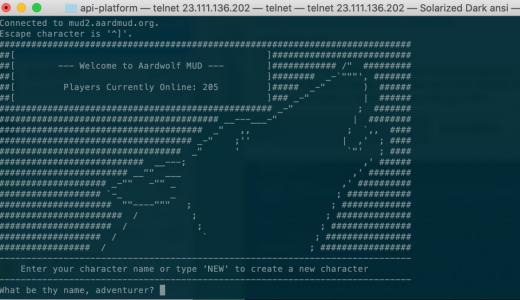 api-platform — telnet 23.111.136.202 — telnet — telnet 23.111.136.202 — Solarized Dark ansi —
Connected to mud2.aardmud.org.
Escape character is '^]'.
--- Welcome to Aardwolf MUD ---
Players Currently Online: 205
Enter your character name or type 'NEW' to create a new character
What be thy name, adventurer?